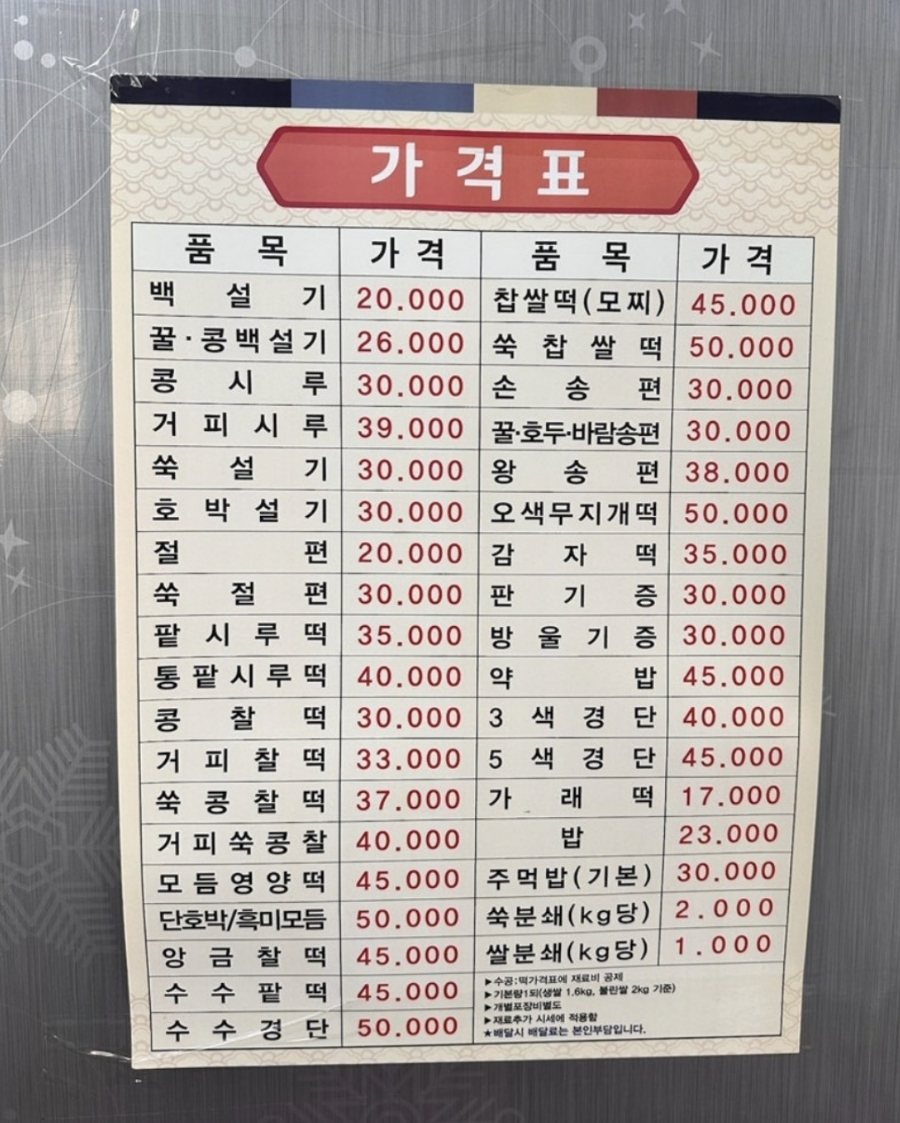 가격표
품목 가격 품목 가격
백설기 20.000 찹쌀떡(모찌) 45.000
꿀·콩백설기 26.000 쑥찹쌀떡 50.000
콩시루 30.000 손송편 30.000
거피시루 39.000 꿀·호두·바람송편 30.000
쑥설기 30.000 왕송편 38.000
호박설기 30.000 오색무지개떡 50.000
절편 20.000 감자떡 35.000
쑥절편 30.000 판기증 30.000
팥시루떡 35.000 방울기증 30.000
통팥시루떡 40.000 약밥 45.000
콩찰떡 30.000 3색경단 40.000
거피찰떡 33.000 5색경단 45.000
쑥콩찰떡 37.000 가래떡 17.000
거피쑥콩찰 40.000 밥 23.000
모듬영양떡 45.000 주먹밥(기본) 30.000
단호박/흑미모듬 50.000 쑥분쇄(kg당) 2.000
앙금찰떡 45.000 쌀분쇄(kg당) 1.000
수수팥떡 45.000
수수경단 50.000
▶수공:떡가격표에 재료비 공제
▶기본량1되(생쌀 1.6kg, 불린쌀 2kg 기준)
▶개별포장비별도
▶재료추가 시세에 적용함
★배달시 배달료는 본인부담입니다.